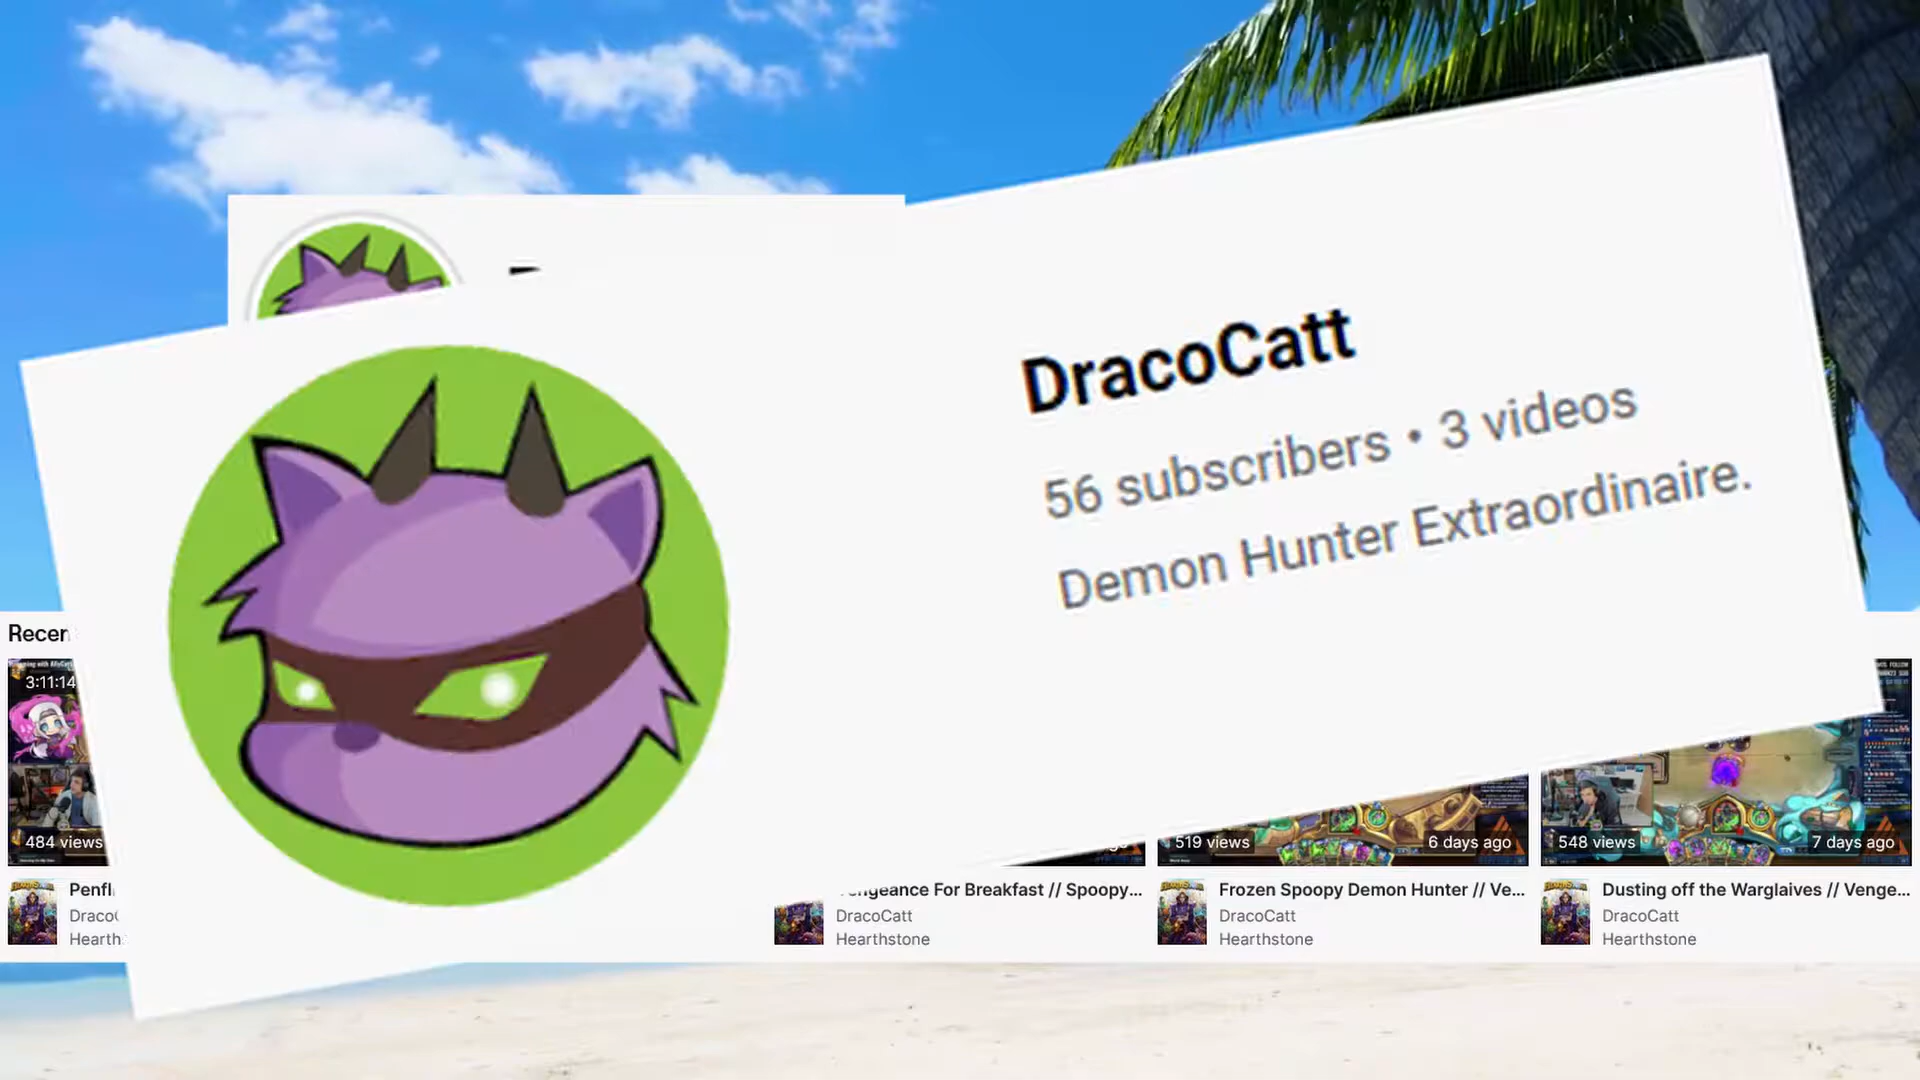 DracoCatt
56 subscribers • 3 videos
Demon Hunter Extraordinaire.
3:11:14
484 views
519 views
6 days ago
548 views
7 days ago
For Breakfast // Spoopy...
DracoCatt
Hearthstone
Frozen Spoopy Demon Hunter // Ve...
DracoCatt
Hearthstone
Dusting off the Warglaives // Venge...
DracoCatt
Hearthstone